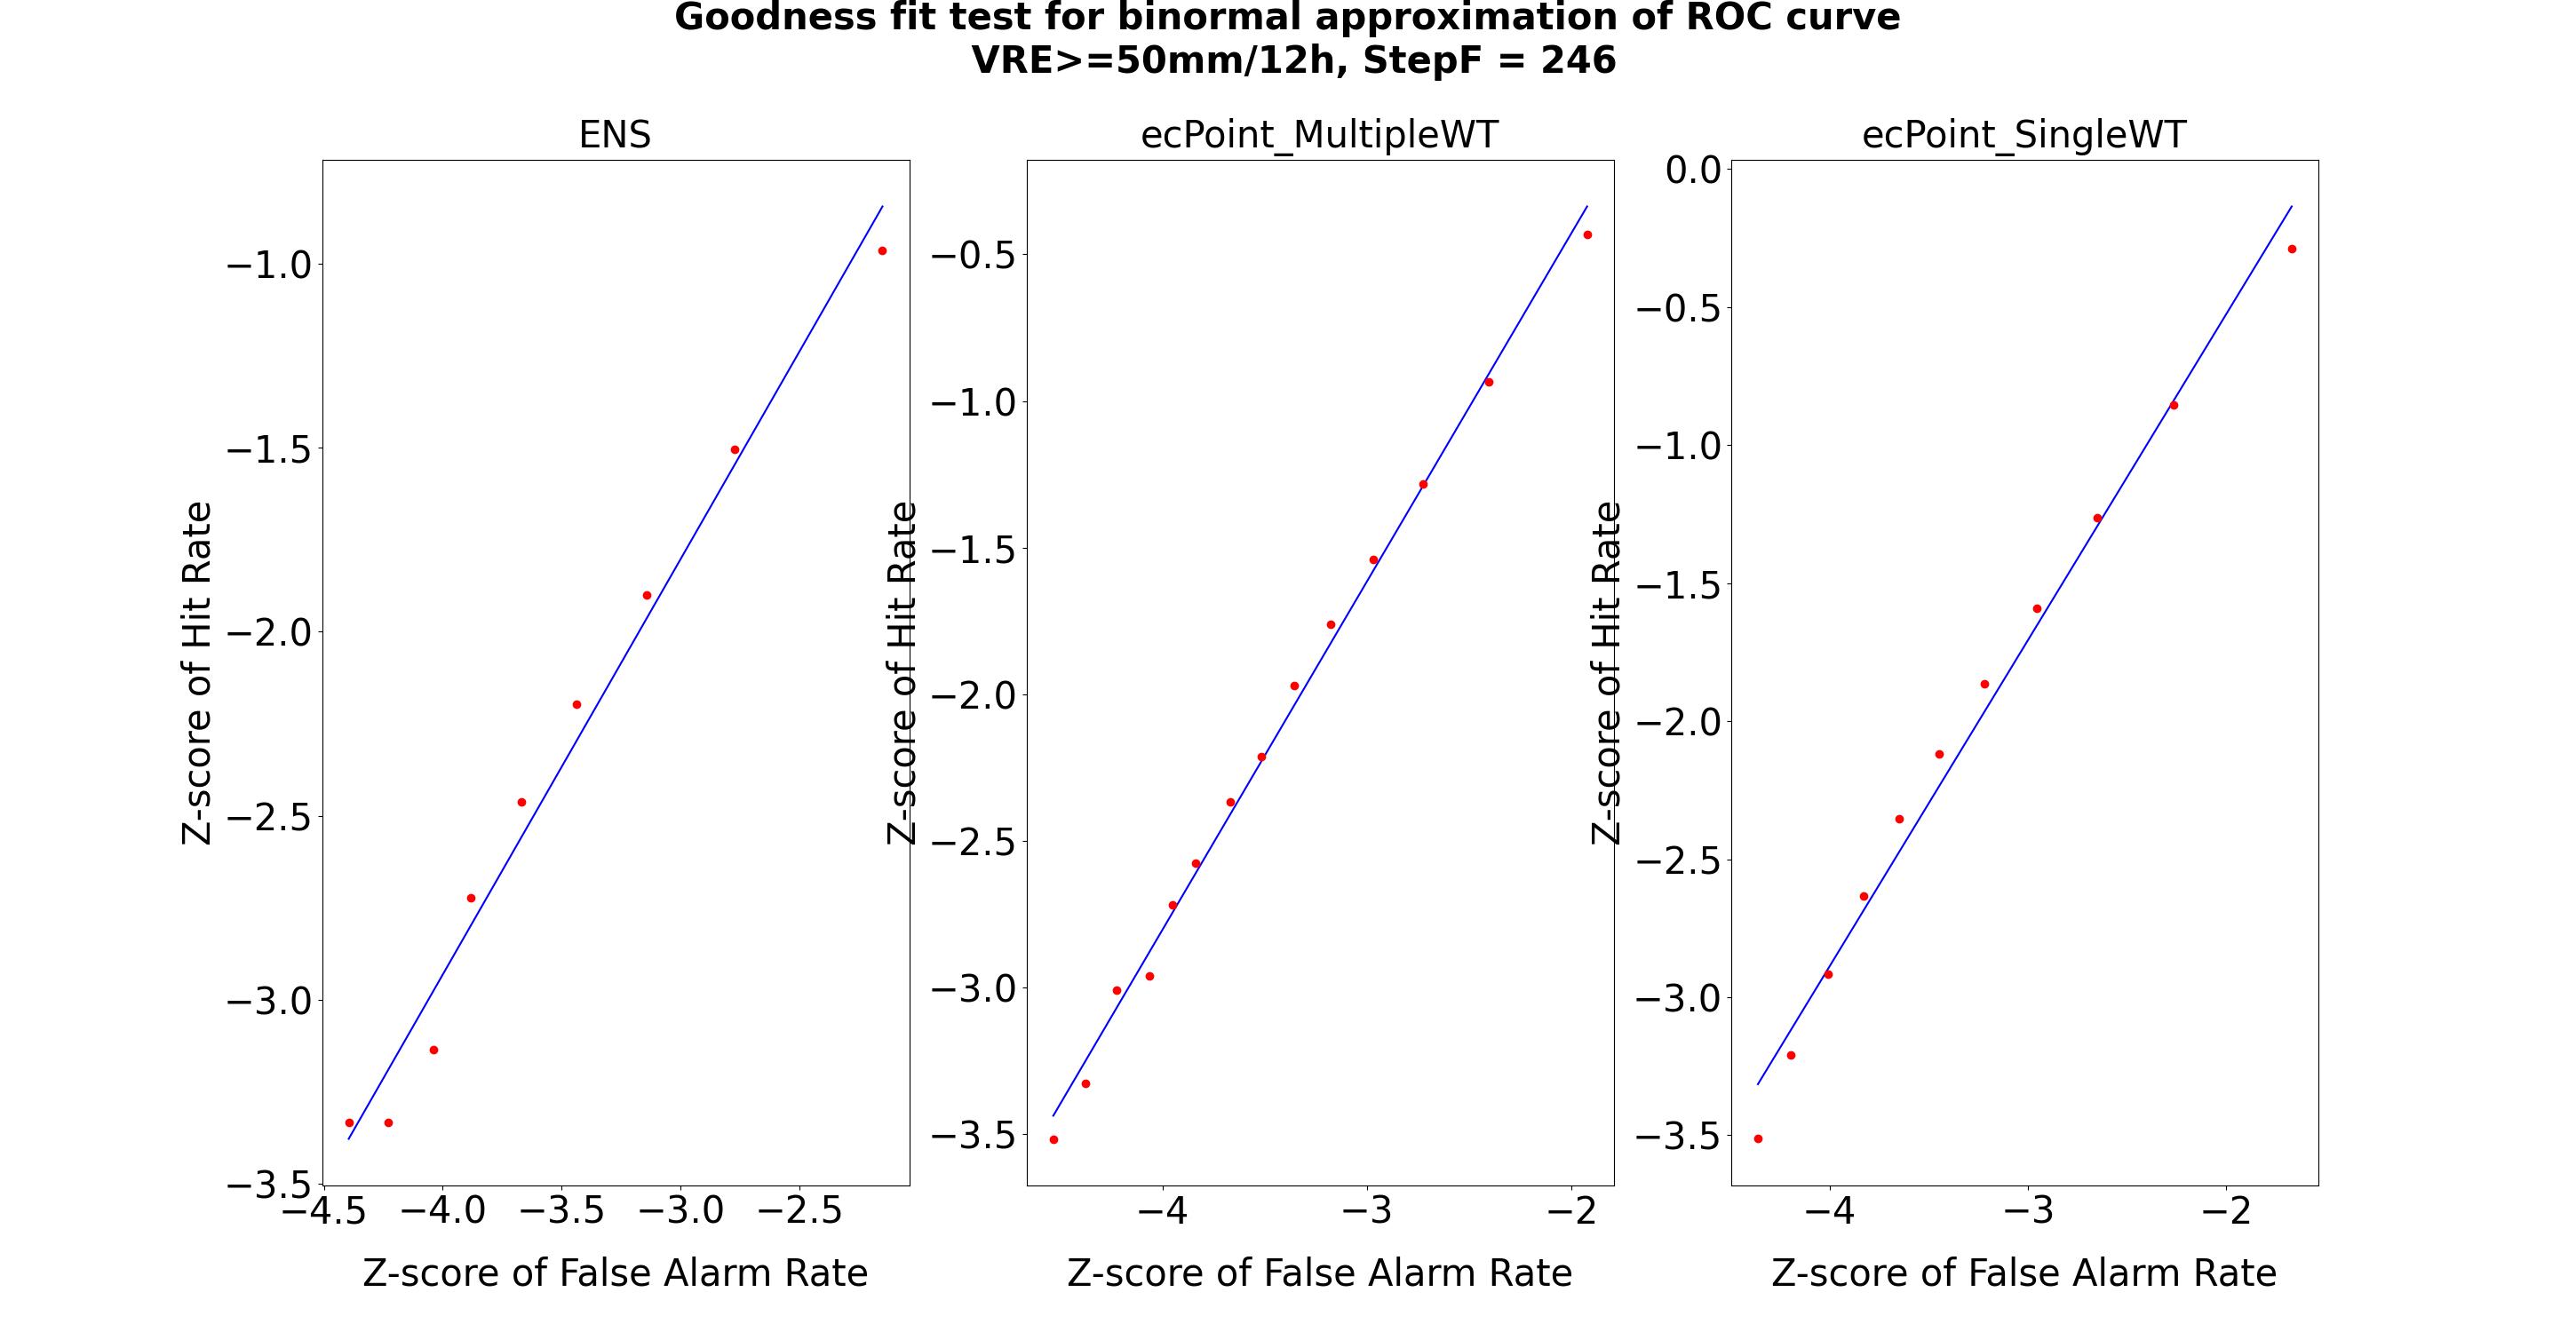 Goodness fit test for binormal approximation of ROC curve
VRE>=50mm/12h, StepF = 246
ENS
Z-score of Hit Rate
−1.0
−1.5
−2.0
−2.5
−3.0
−3.5
−4.5 −4.0 −3.5 −3.0 −2.5
Z-score of False Alarm Rate
ecPoint_MultipleWT
Z-score of Hit Rate
−0.5
−1.0
−1.5
−2.0
−2.5
−3.0
−3.5
−4 −3 −2
Z-score of False Alarm Rate
ecPoint_SingleWT
Z-score of Hit Rate
0.0
−0.5
−1.0
−1.5
−2.0
−2.5
−3.0
−3.5
−4 −3 −2
Z-score of False Alarm Rate